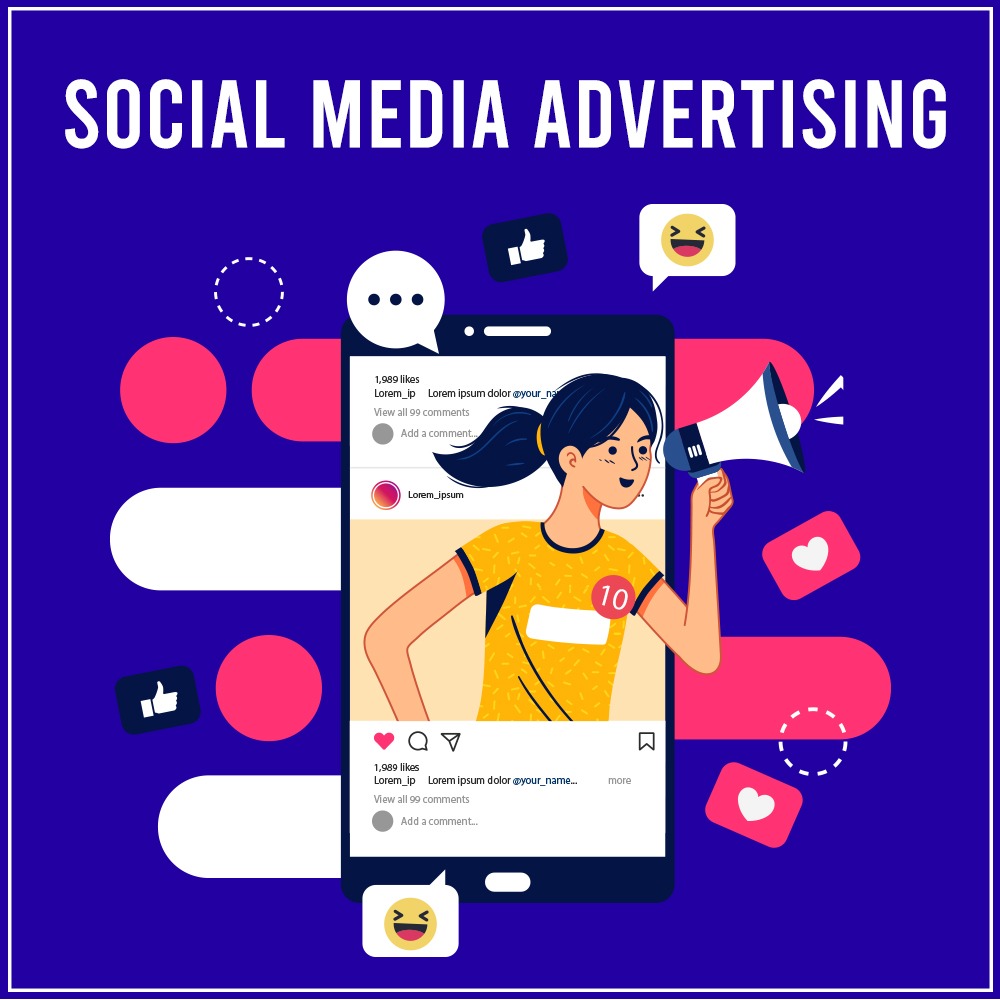 SOCIAL MEDIA ADVERTISING
1,989 likes
Lorem_ip Lorem ipsum dolor @your_na
View all 99 comments
Add a comment...
Lorem_ipsum
10
1,989 likes
Lorem_ip Lorem ipsum dolor @your_name... more
View all 99 comments
Add a comment...